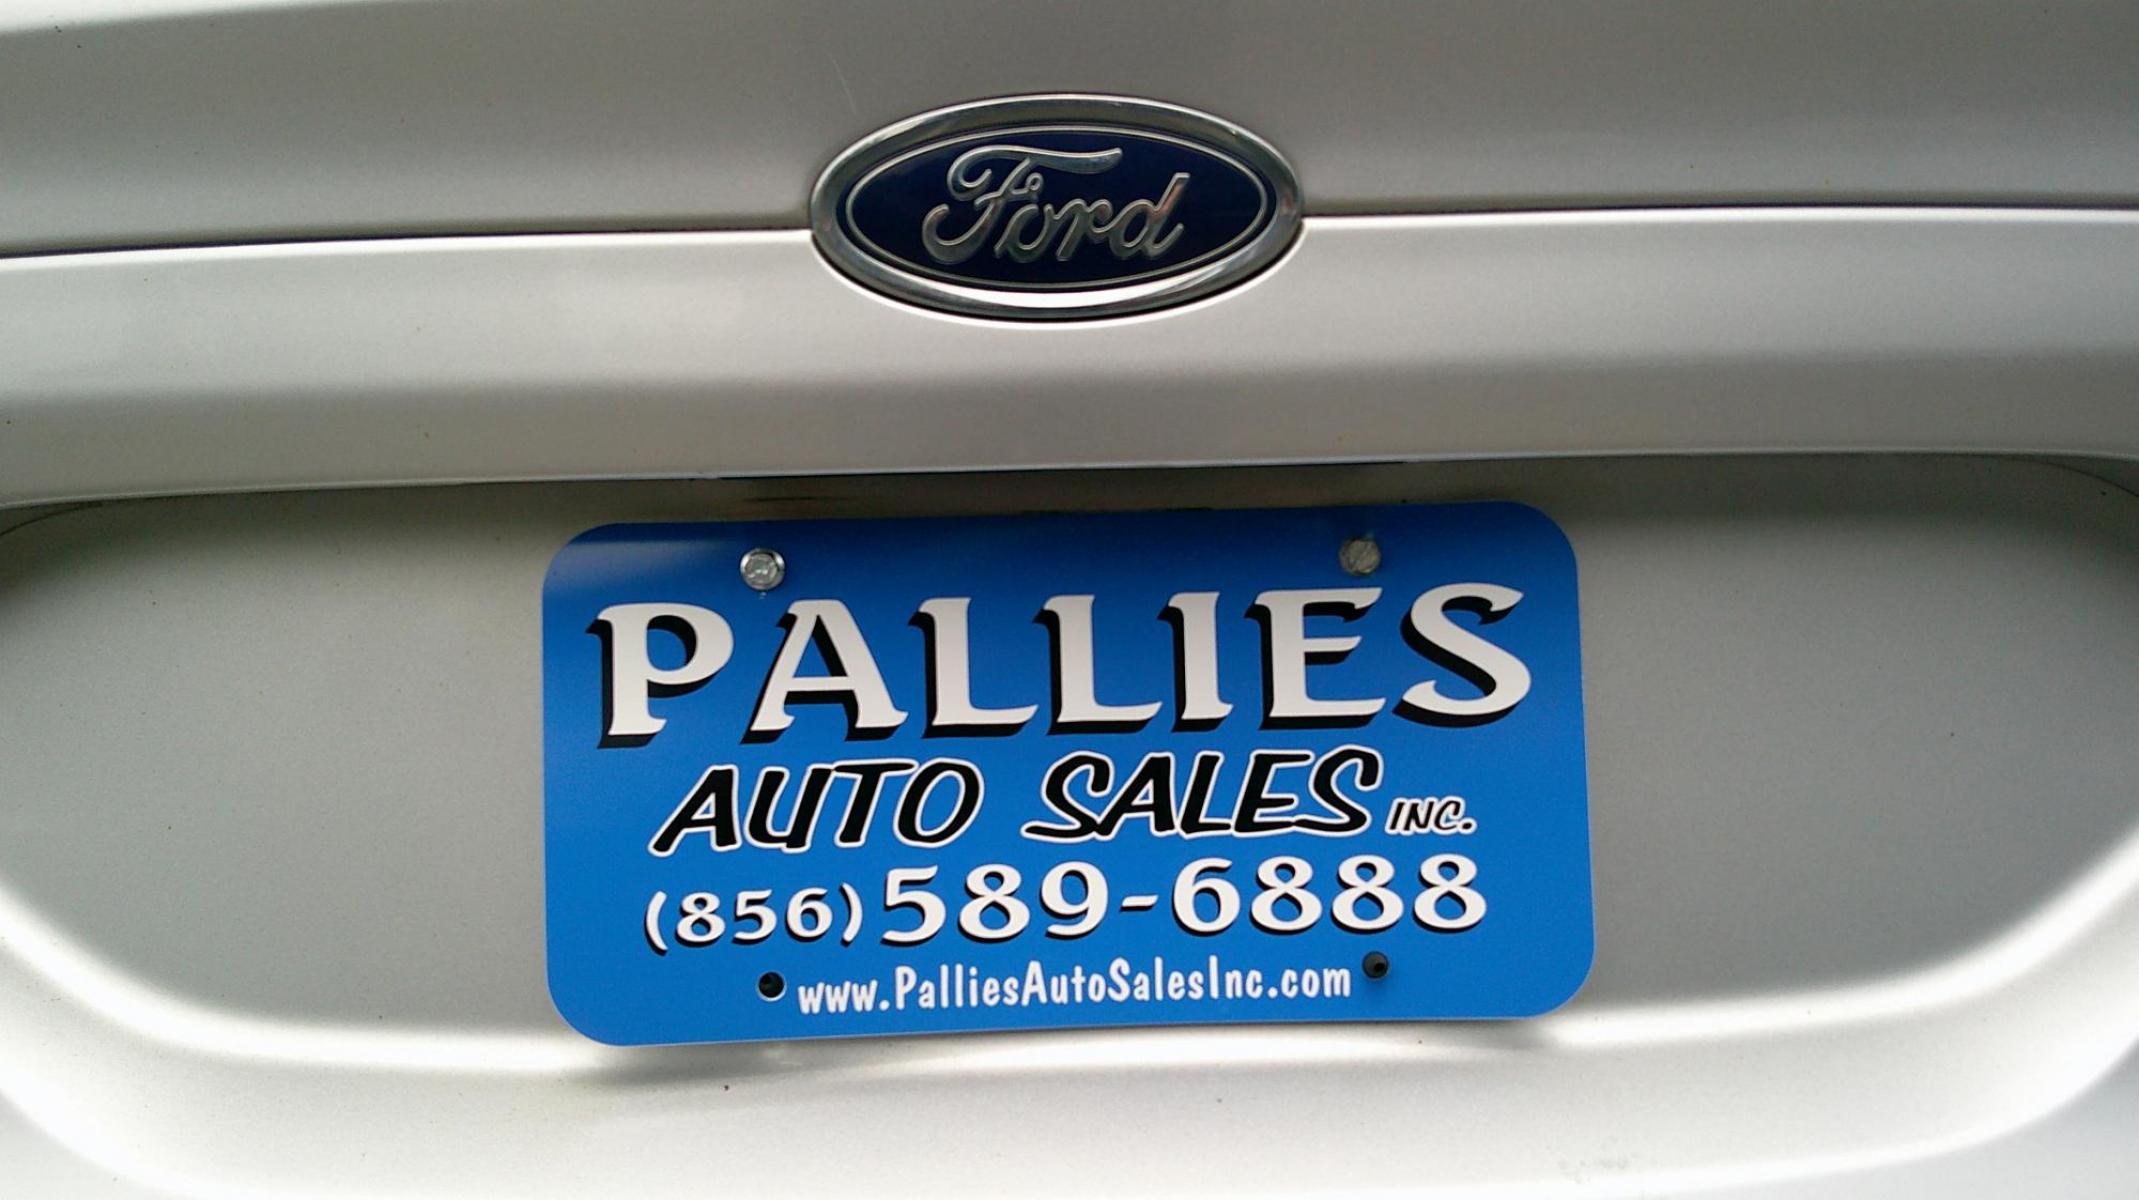 Ford
PALLIES
AUTO SALES INC.
(856) 589-6888
www.PalliesAutoSalesInc.com